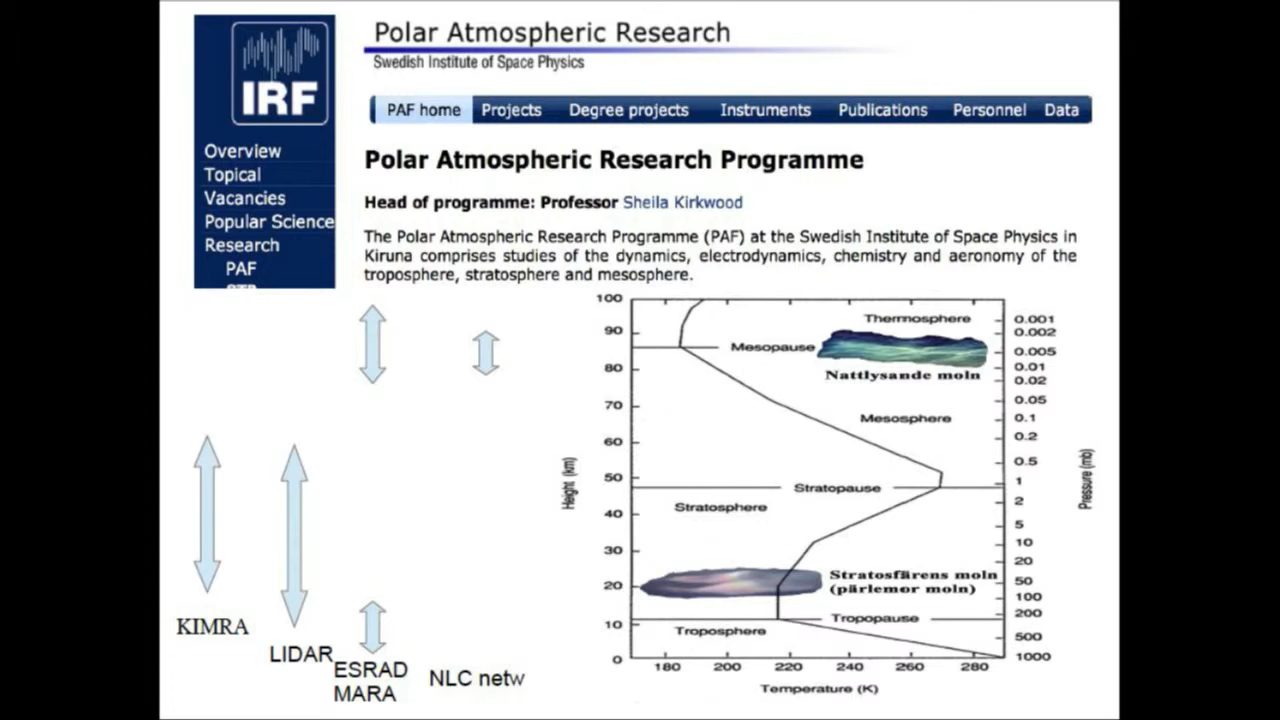 Polar Atmospheric Research
Swedish Institute of Space Physics
IRF
PAF home Projects Degree projects Instruments Publications Personnel Data
Overview
Topical
Vacancies
Popular Science
Research
PAF
Polar Atmospheric Research Programme
Head of programme: Professor Sheila Kirkwood
The Polar Atmospheric Research Programme (PAF) at the Swedish Institute of Space Physics in
Kiruna comprises studies of the dynamics, electrodynamics, chemistry and aeronomy of the
troposphere, stratosphere and mesosphere.
KIMRA
LIDAR
ESRAD
MARA
NLC netw
Height (km)
100
90
80
70
60
50
40
30
20
10
0
Thermosphere
Mesopause
Nattlysande moln
Mesosphere
Stratopause
Stratosphere
Stratosfärens moln
(pärlemor moln)
Tropopause
Troposphere
0.001
0.002
0.005
0.01
0.02
0.05
0.1
0.2
0.5
1
2
5
10
20
50
100
200
500
1000
Pressure (mb)
180 200 220 240 260 280
Temperature (K)